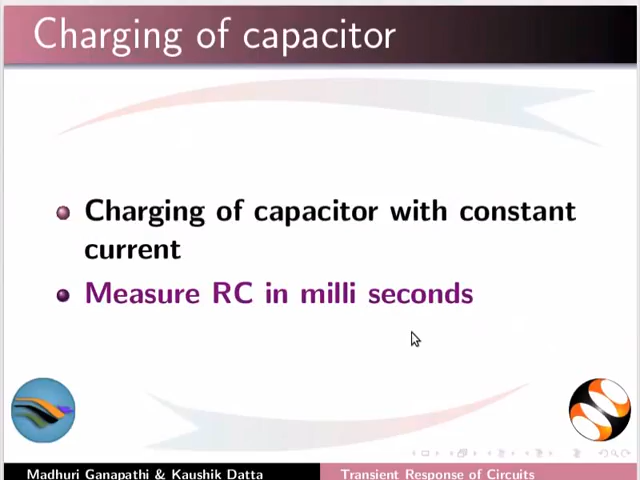 Charging of capacitor
Charging of capacitor with constant
current
Measure RC in milli seconds
Madhuri Ganapathi & Kaushik Datta
Transient Response of Circuits